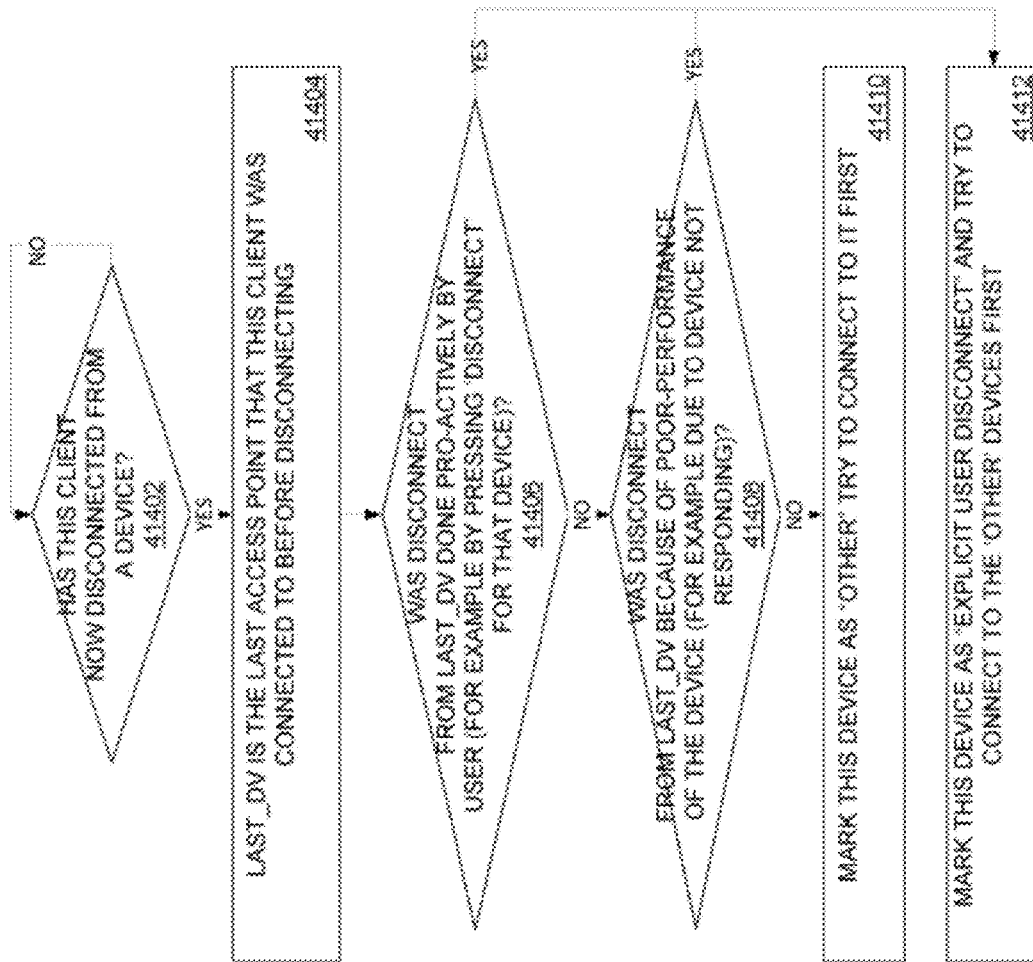 HAS THIS CLIENT
NOW DISCONNECTED FROM
A DEVICE?
41402
NO
YES
LAST_DV IS THE LAST ACCESS POINT THAT THIS CLIENT WAS
CONNECTED TO BEFORE DISCONNECTING
41404
WAS DISCONNECT
FROM LAST_DV DONE PRO-ACTIVELY BY
USER (FOR EXAMPLE BY PRESSING 'DISCONNECT'
FOR THAT DEVICE)?
41406
YES
NO
WAS DISCONNECT
FROM LAST_DV BECAUSE OF POOR-PERFORMANCE
OF THE DEVICE (FOR EXAMPLE DUE TO DEVICE NOT
RESPONDING)?
41408
YES
NO
MARK THIS DEVICE AS 'OTHER' TRY TO CONNECT TO IT FIRST
41410
MARK THIS DEVICE AS 'EXPLICIT USER DISCONNECT' AND TRY TO
CONNECT TO THE 'OTHER' DEVICES FIRST
41412